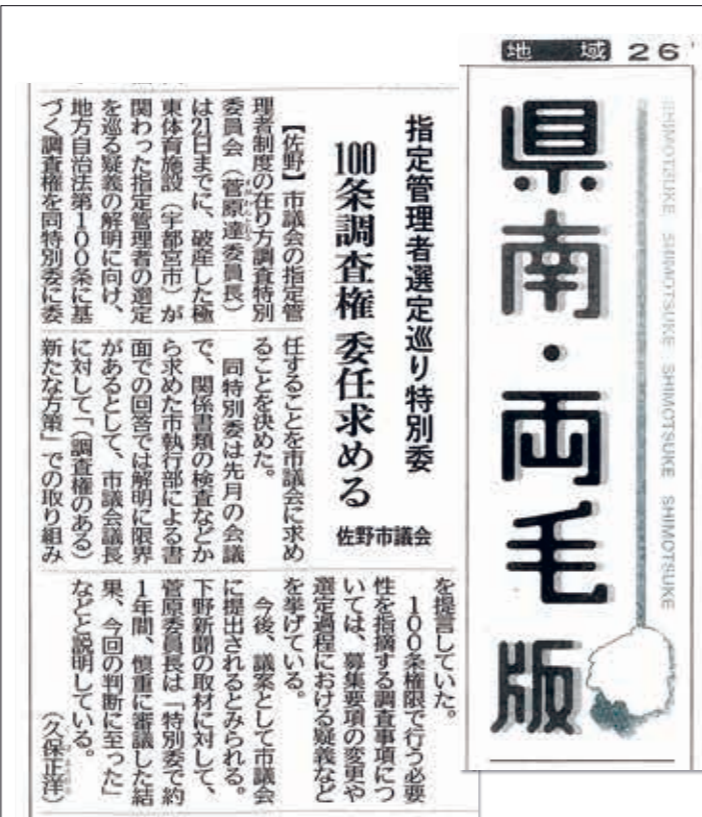 地域 26
県南・両毛版
SHIMOTSUKE SHIMOTSUKE SHIMOTSUKE SHIMOTSUKE
指定管理者選定巡り特別委
100条調査権 委任求める
佐野市議会
【佐野】市議会の指定管
理者制度の在り方調査特別
委員会（菅原達委員長）
は21日までに、破産した極
東体育施設（宇都宮市）が
関わった指定管理者の選定
を巡る疑義の解明に向け、
地方自治法第100条に基
づく調査権を同特別委に委
任することを市議会に求め
ることを決めた。
同特別委は先月の会議
で、関係書類の検査などか
ら求めた市執行部による書
面での回答では解明に限界
があるとして、市議会議長
に対して「（調査権のある）
新たな方策」での取り組み
を提言していた。
100条権限で行う必要
性を指摘する調査事項につ
いては、募集要項の変更や
選定過程における疑義など
を挙げている。
今後、議案として市議会
に提出されるとみられる。
下野新聞の取材に対して、
菅原委員長は「特別委で約
1年間、慎重に審議した結
果、今回の判断に至った」
などと説明している。
（久保正洋）